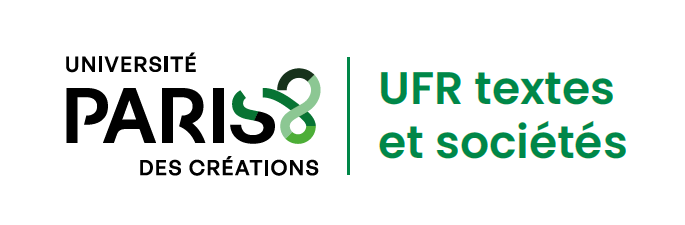 UNIVERSITÉ
PARIS8
DES CRÉATIONS
UFR textes
et sociétés